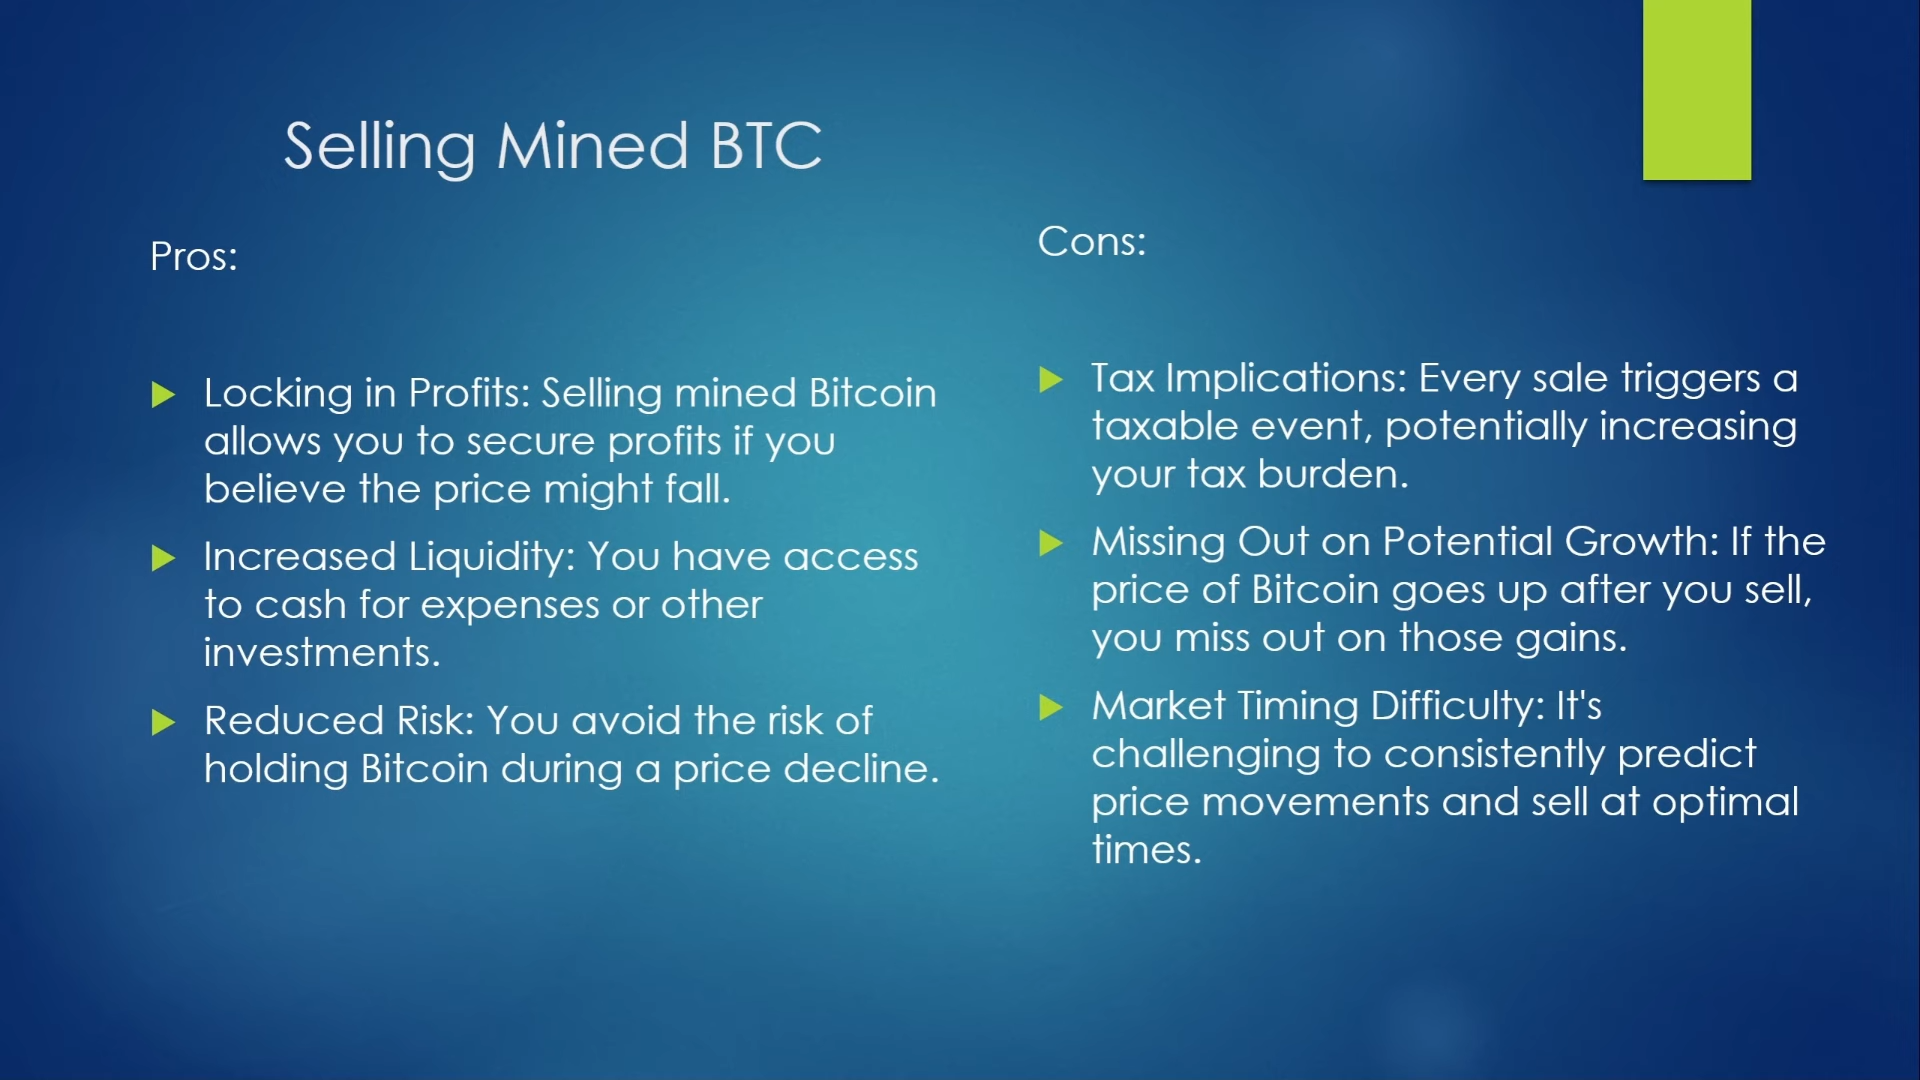 Selling Mined BTC
Pros:
Locking in Profits: Selling mined Bitcoin
allows you to secure profits if you
believe the price might fall.
Increased Liquidity: You have access
to cash for expenses or other
investments.
Reduced Risk: You avoid the risk of
holding Bitcoin during a price decline.
Cons:
Tax Implications: Every sale triggers a
taxable event, potentially increasing
your tax burden.
Missing Out on Potential Growth: If the
price of Bitcoin goes up after you sell,
you miss out on those gains.
Market Timing Difficulty: It's
challenging to consistently predict
price movements and sell at optimal
times.